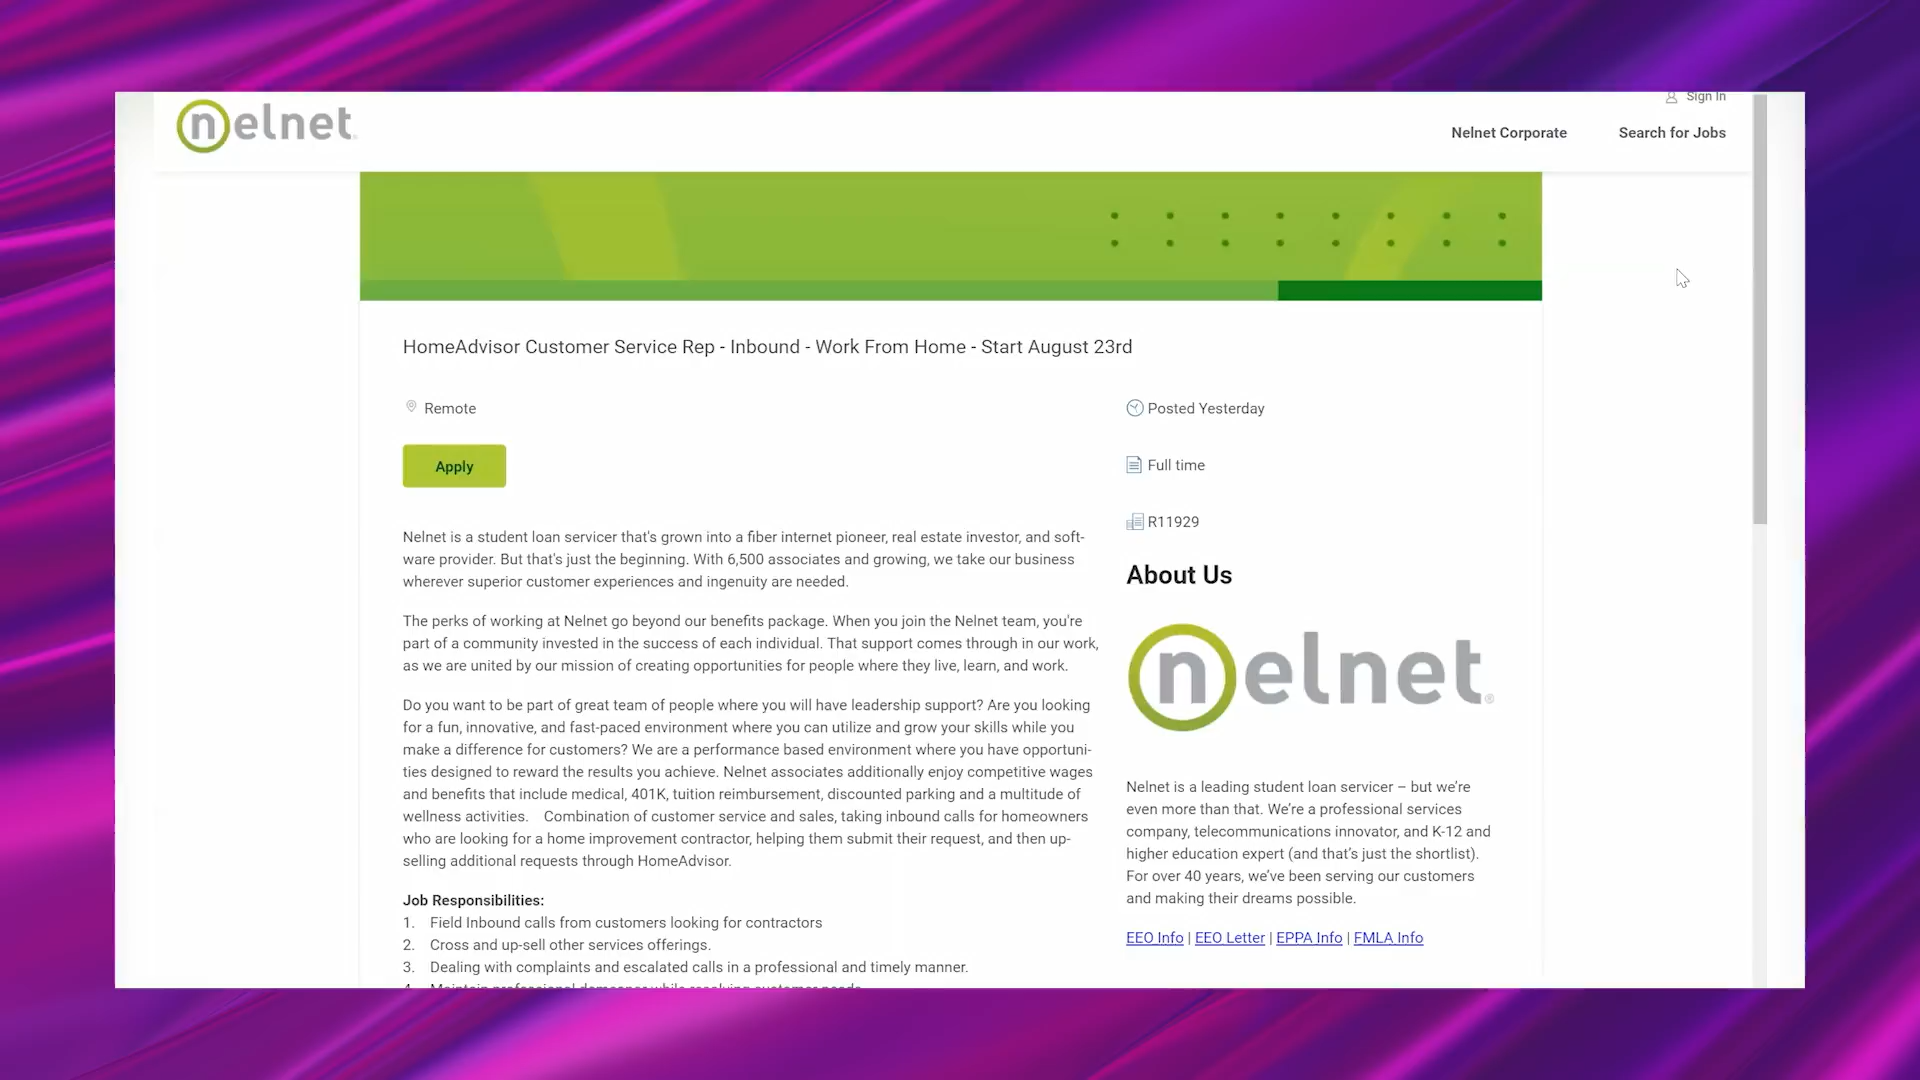 nelnet
Sign In
Nelnet Corporate
Search for Jobs
HomeAdvisor Customer Service Rep - Inbound - Work From Home - Start August 23rd
Remote
Apply
Nelnet is a student loan servicer that's grown into a fiber internet pioneer, real estate investor, and soft-
ware provider. But that's just the beginning. With 6,500 associates and growing, we take our business
wherever superior customer experiences and ingenuity are needed.
The perks of working at Nelnet go beyond our benefits package. When you join the Nelnet team, you're
part of a community invested in the success of each individual. That support comes through in our work,
as we are united by our mission of creating opportunities for people where they live, learn, and work.
Do you want to be part of great team of people where you will have leadership support? Are you looking
for a fun, innovative, and fast-paced environment where you can utilize and grow your skills while you
make a difference for customers? We are a performance based environment where you have opportuni-
ties designed to reward the results you achieve. Nelnet associates additionally enjoy competitive wages
and benefits that include medical, 401K, tuition reimbursement, discounted parking and a multitude of
wellness activities. Combination of customer service and sales, taking inbound calls for homeowners
who are looking for a home improvement contractor, helping them submit their request, and then up-
selling additional requests through HomeAdvisor.
Job Responsibilities:
1. Field Inbound calls from customers looking for contractors
2. Cross and up-sell other services offerings.
3. Dealing with complaints and escalated calls in a professional and timely manner.
4. Maintain professional demeanor while resolving customer needs.
Posted Yesterday
Full time
R11929
About Us
nelnet®
Nelnet is a leading student loan servicer – but we’re
even more than that. We’re a professional services
company, telecommunications innovator, and K-12 and
higher education expert (and that’s just the shortlist).
For over 40 years, we’ve been serving our customers
and making their dreams possible.
EEO Info | EEO Letter | EPPA Info | FMLA Info